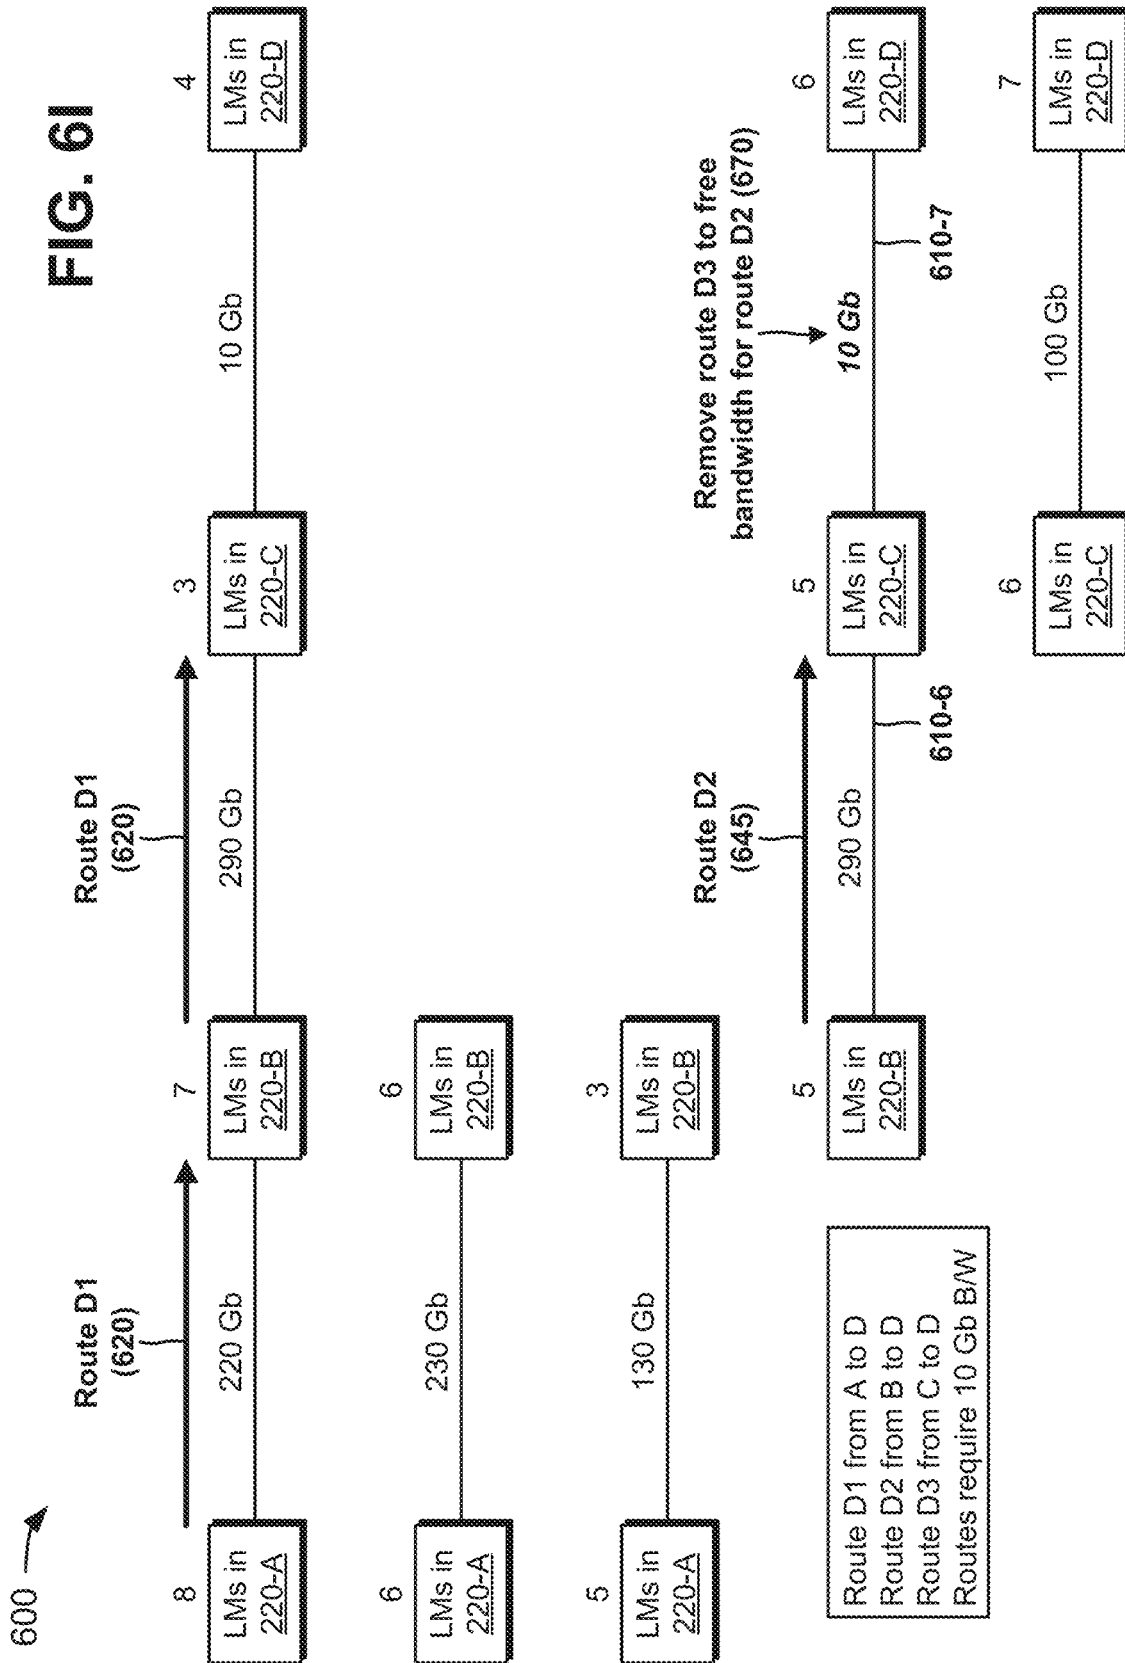 600
FIG. 6I
Route D1
(620)
Route D1
(620)
8
LMs in
220-A
220 Gb
7
LMs in
220-B
290 Gb
3
LMs in
220-C
10 Gb
4
LMs in
220-D
6
LMs in
220-A
230 Gb
6
LMs in
220-B
5
LMs in
220-A
130 Gb
3
LMs in
220-B
Route D2
(645)
Remove route D3 to free
bandwidth for route D2 (670)
5
LMs in
220-B
290 Gb
610-6
5
LMs in
220-C
10 Gb
610-7
6
LMs in
220-D
6
LMs in
220-C
100 Gb
7
LMs in
220-D
Route D1 from A to D
Route D2 from B to D
Route D3 from C to D
Routes require 10 Gb B/W